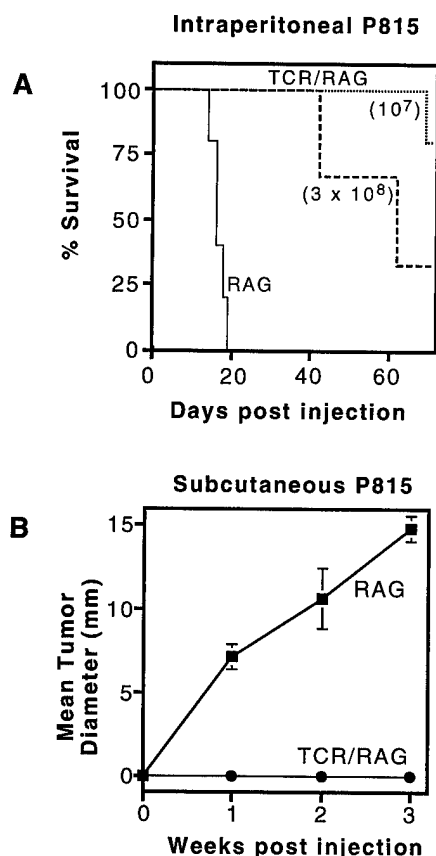 Intraperitoneal P815
A
TCR/RAG
(10⁷)
(3 x 10⁸)
RAG
100
75
50
25
0
% Survival
0 20 40 60
Days post injection
Subcutaneous P815
B
15
10
5
0
Mean Tumor
Diameter (mm)
RAG
TCR/RAG
0 1 2 3
Weeks post injection